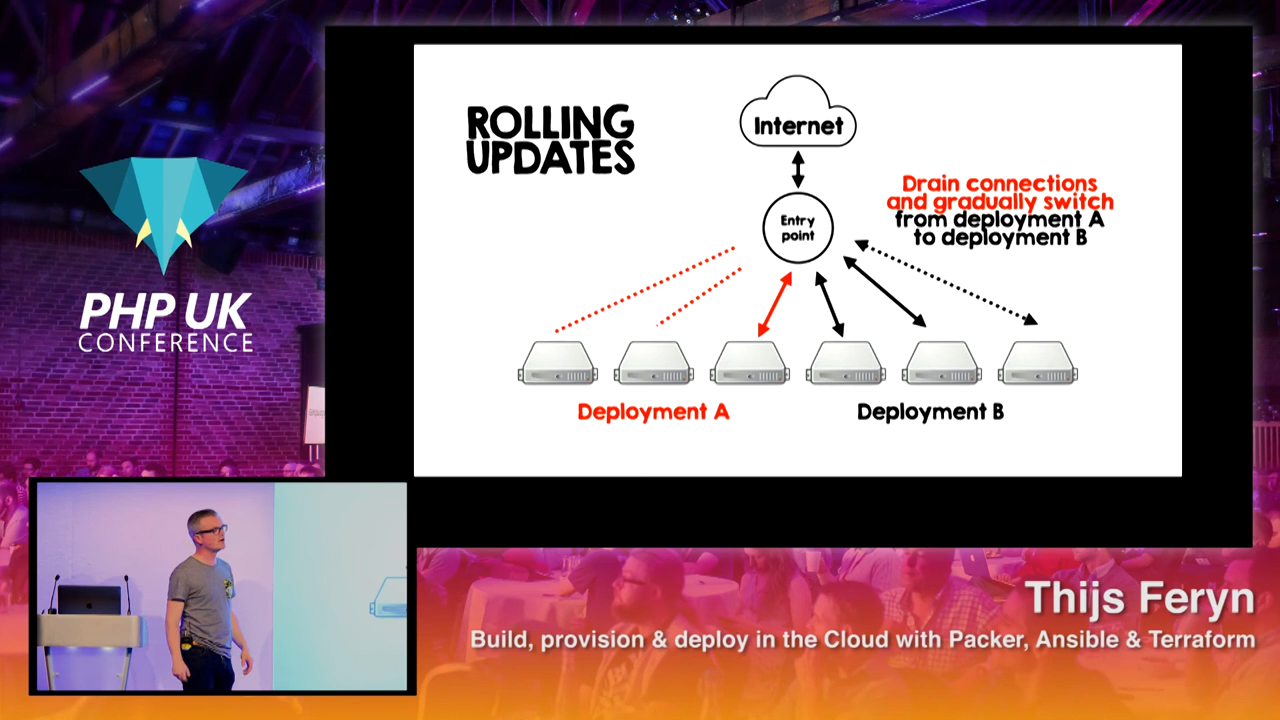 ROLLING
UPDATES
Internet
Entry
point
Drain connections
and gradually switch
from deployment A
to deployment B
Deployment A
Deployment B
PHP UK
CONFERENCE
Thijs Feryn
Build, provision & deploy in the Cloud with Packer, Ansible & Terraform